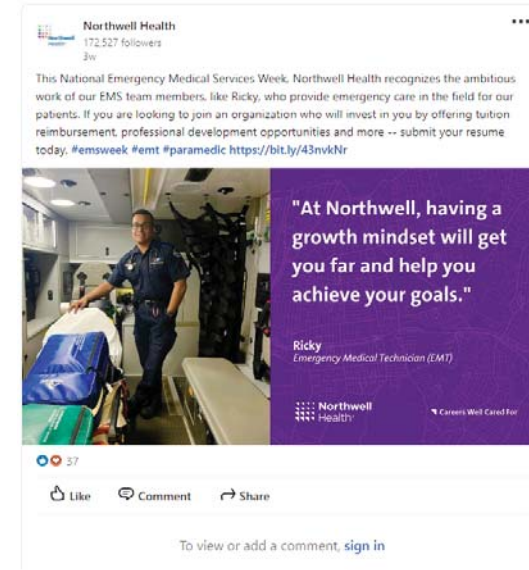 Northwell Health
172,527 followers
3w
This National Emergency Medical Services Week, Northwell Health recognizes the ambitious
work of our EMS team members, like Ricky, who provide emergency care in the field for our
patients. If you are looking to join an organization who will invest in you by offering tuition
reimbursement, professional development opportunities and more -- submit your resume
today. #emsweek #emt #paramedic https://bit.ly/43nvkNr
"At Northwell, having a
growth mindset will get
you far and help you
achieve your goals."
Ricky
Emergency Medical Technician (EMT)
Northwell
Health
Careers Well Cared For
37
Like Comment Share
To view or add a comment, sign in